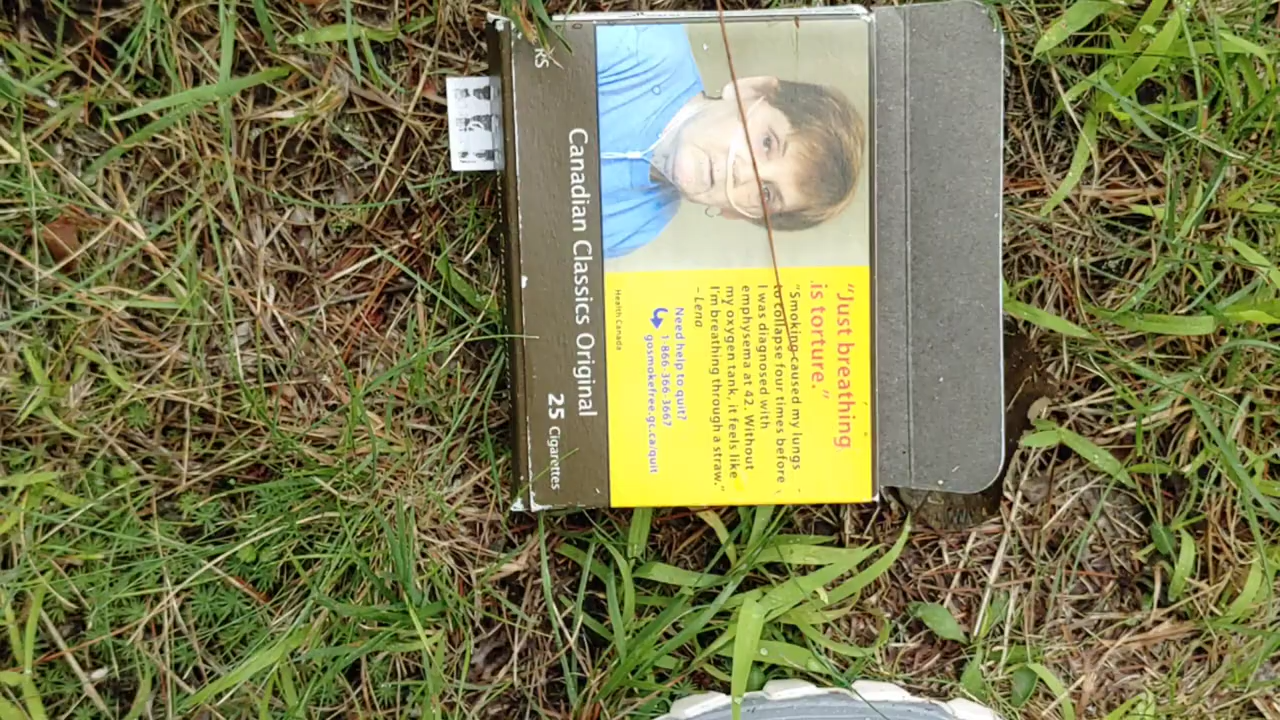 "Just breathing
is torture."
"Smoking caused my lungs
to collapse four times before
I was diagnosed with
emphysema at 42. Without
my oxygen tank, it feels like
I'm breathing through a straw."
- Lena
Need help to quit?
1-866-366-3667
gosmokefree.gc.ca/quit
Health Canada
KS
Canadian Classics Original
25 Cigarettes